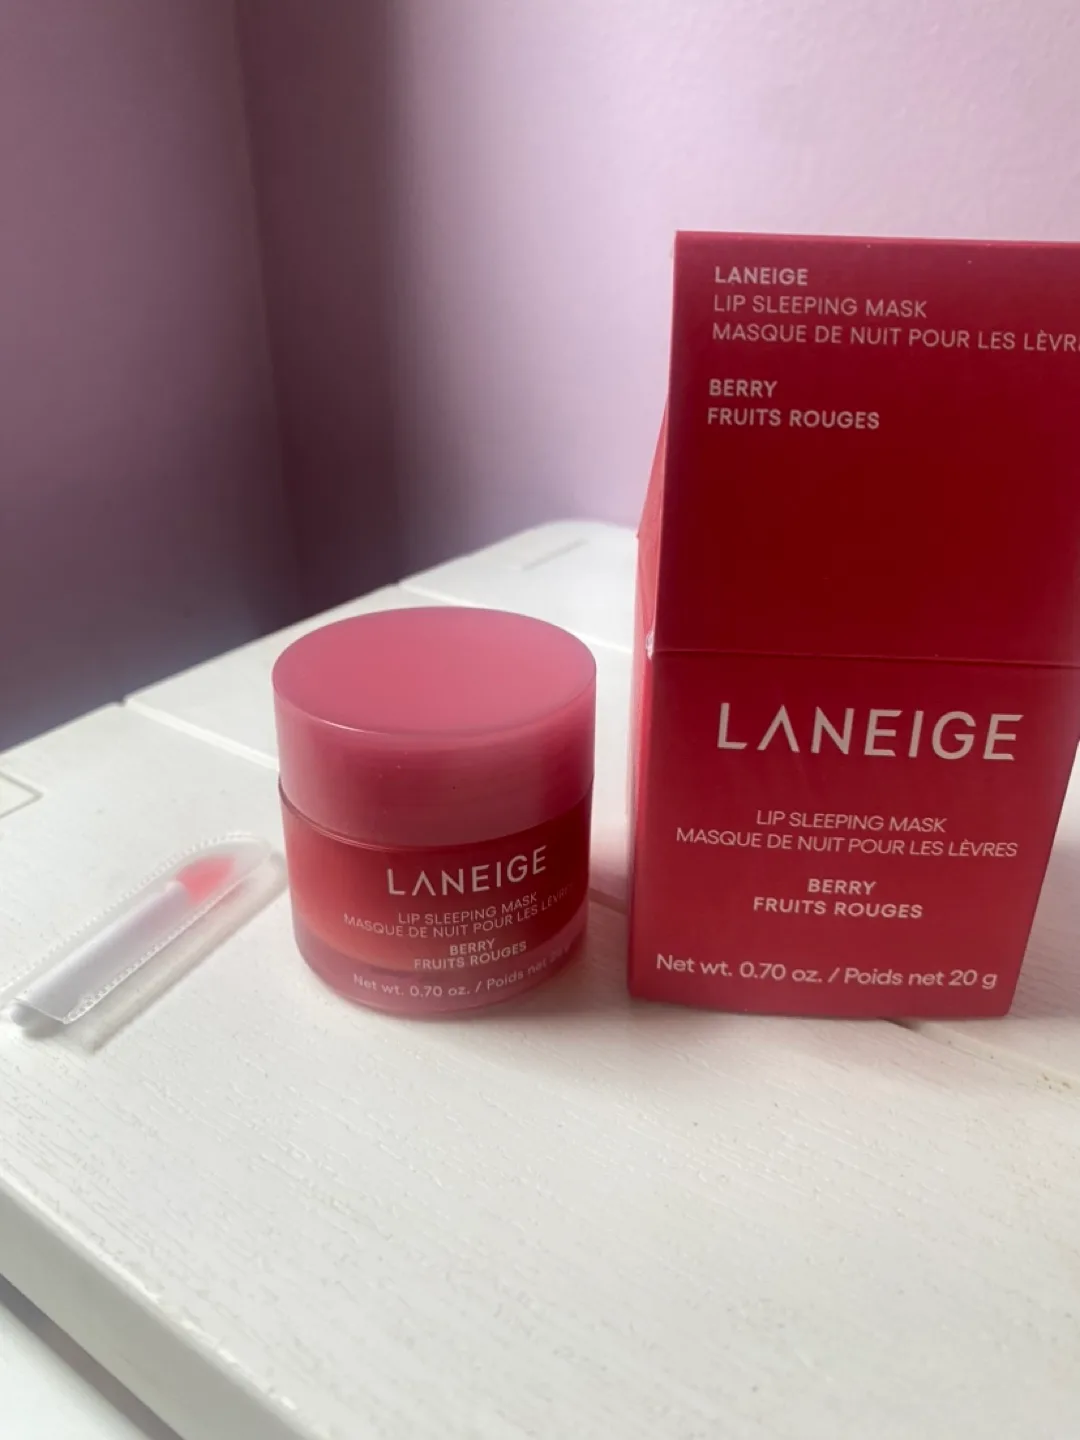 LANEIGE
LIP SLEEPING MASK
MASQUE DE NUIT POUR LES LÈVR
BERRY
FRUITS ROUGES
LANEIGE
LIP SLEEPING MASK
MASQUE DE NUIT POUR LES LÈVRES
BERRY
FRUITS ROUGES
Net wt. 0.70 oz. / Poids net 20 g
LANEIGE
LIP SLEEPING MASK
MASQUE DE NUIT POUR LES LÈVRES
BERRY
FRUITS ROUGES
Net wt. 0.70 oz. / Poids net 20 g